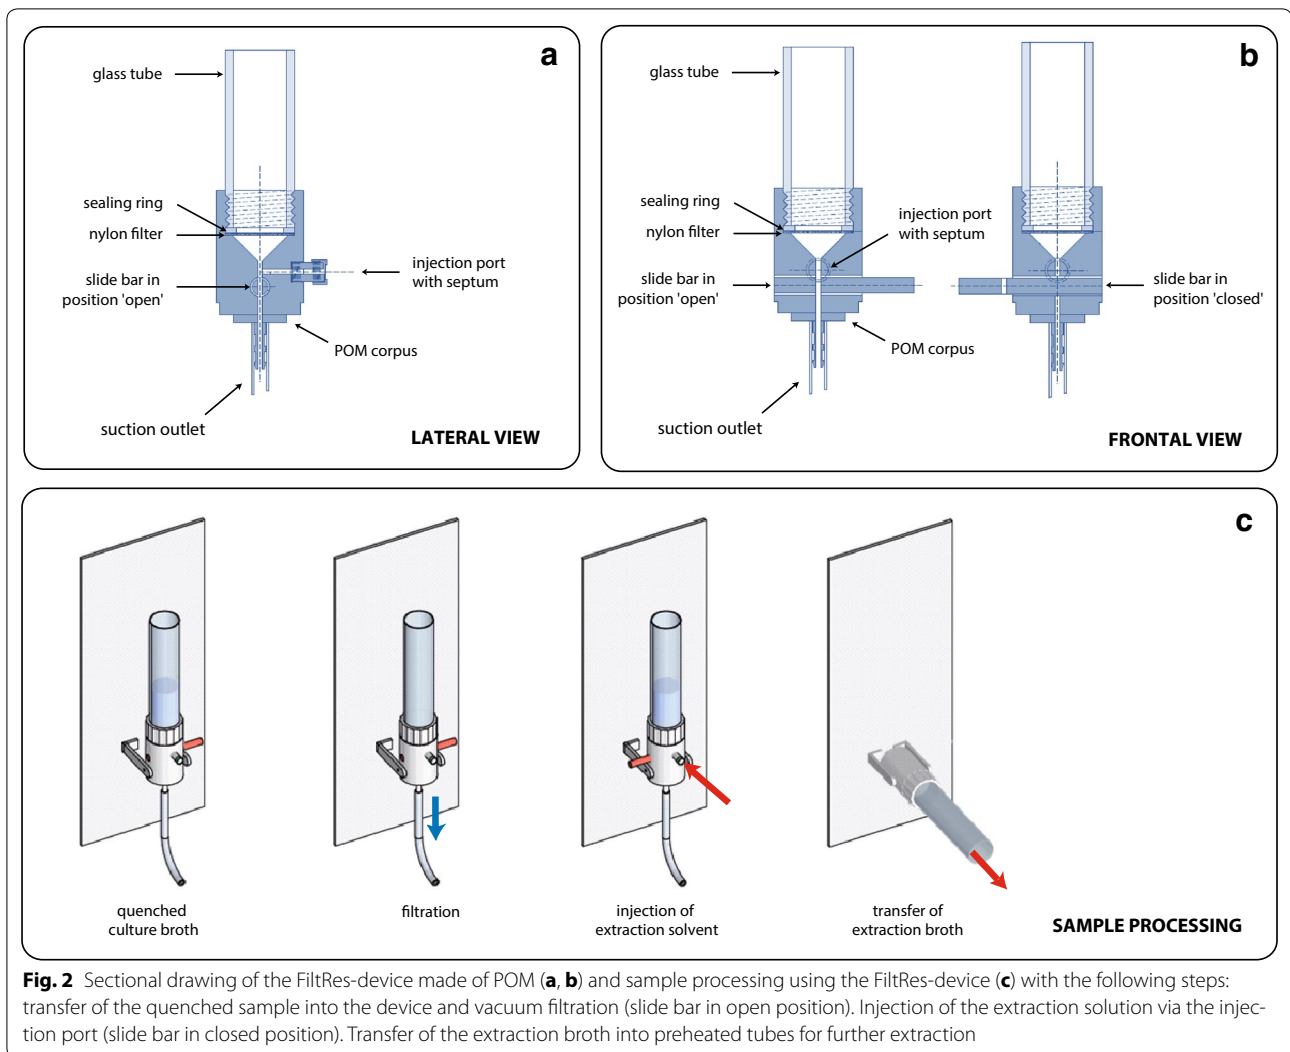 a
glass tube
sealing ring
nylon filter
slide bar in
position 'open'
injection port
with septum
POM corpus
suction outlet
LATERAL VIEW
b
glass tube
sealing ring
nylon filter
injection port
with septum
slide bar in
position 'open'
slide bar in
position 'closed'
POM corpus
suction outlet
FRONTAL VIEW
c
quenched
culture broth
filtration
injection of
extraction solvent
transfer of
extraction broth
SAMPLE PROCESSING
Fig. 2 Sectional drawing of the FiltRes-device made of POM (a, b) and sample processing using the FiltRes-device (c) with the following steps:
transfer of the quenched sample into the device and vacuum filtration (slide bar in open position). Injection of the extraction solution via the injec-
tion port (slide bar in closed position). Transfer of the extraction broth into preheated tubes for further extraction